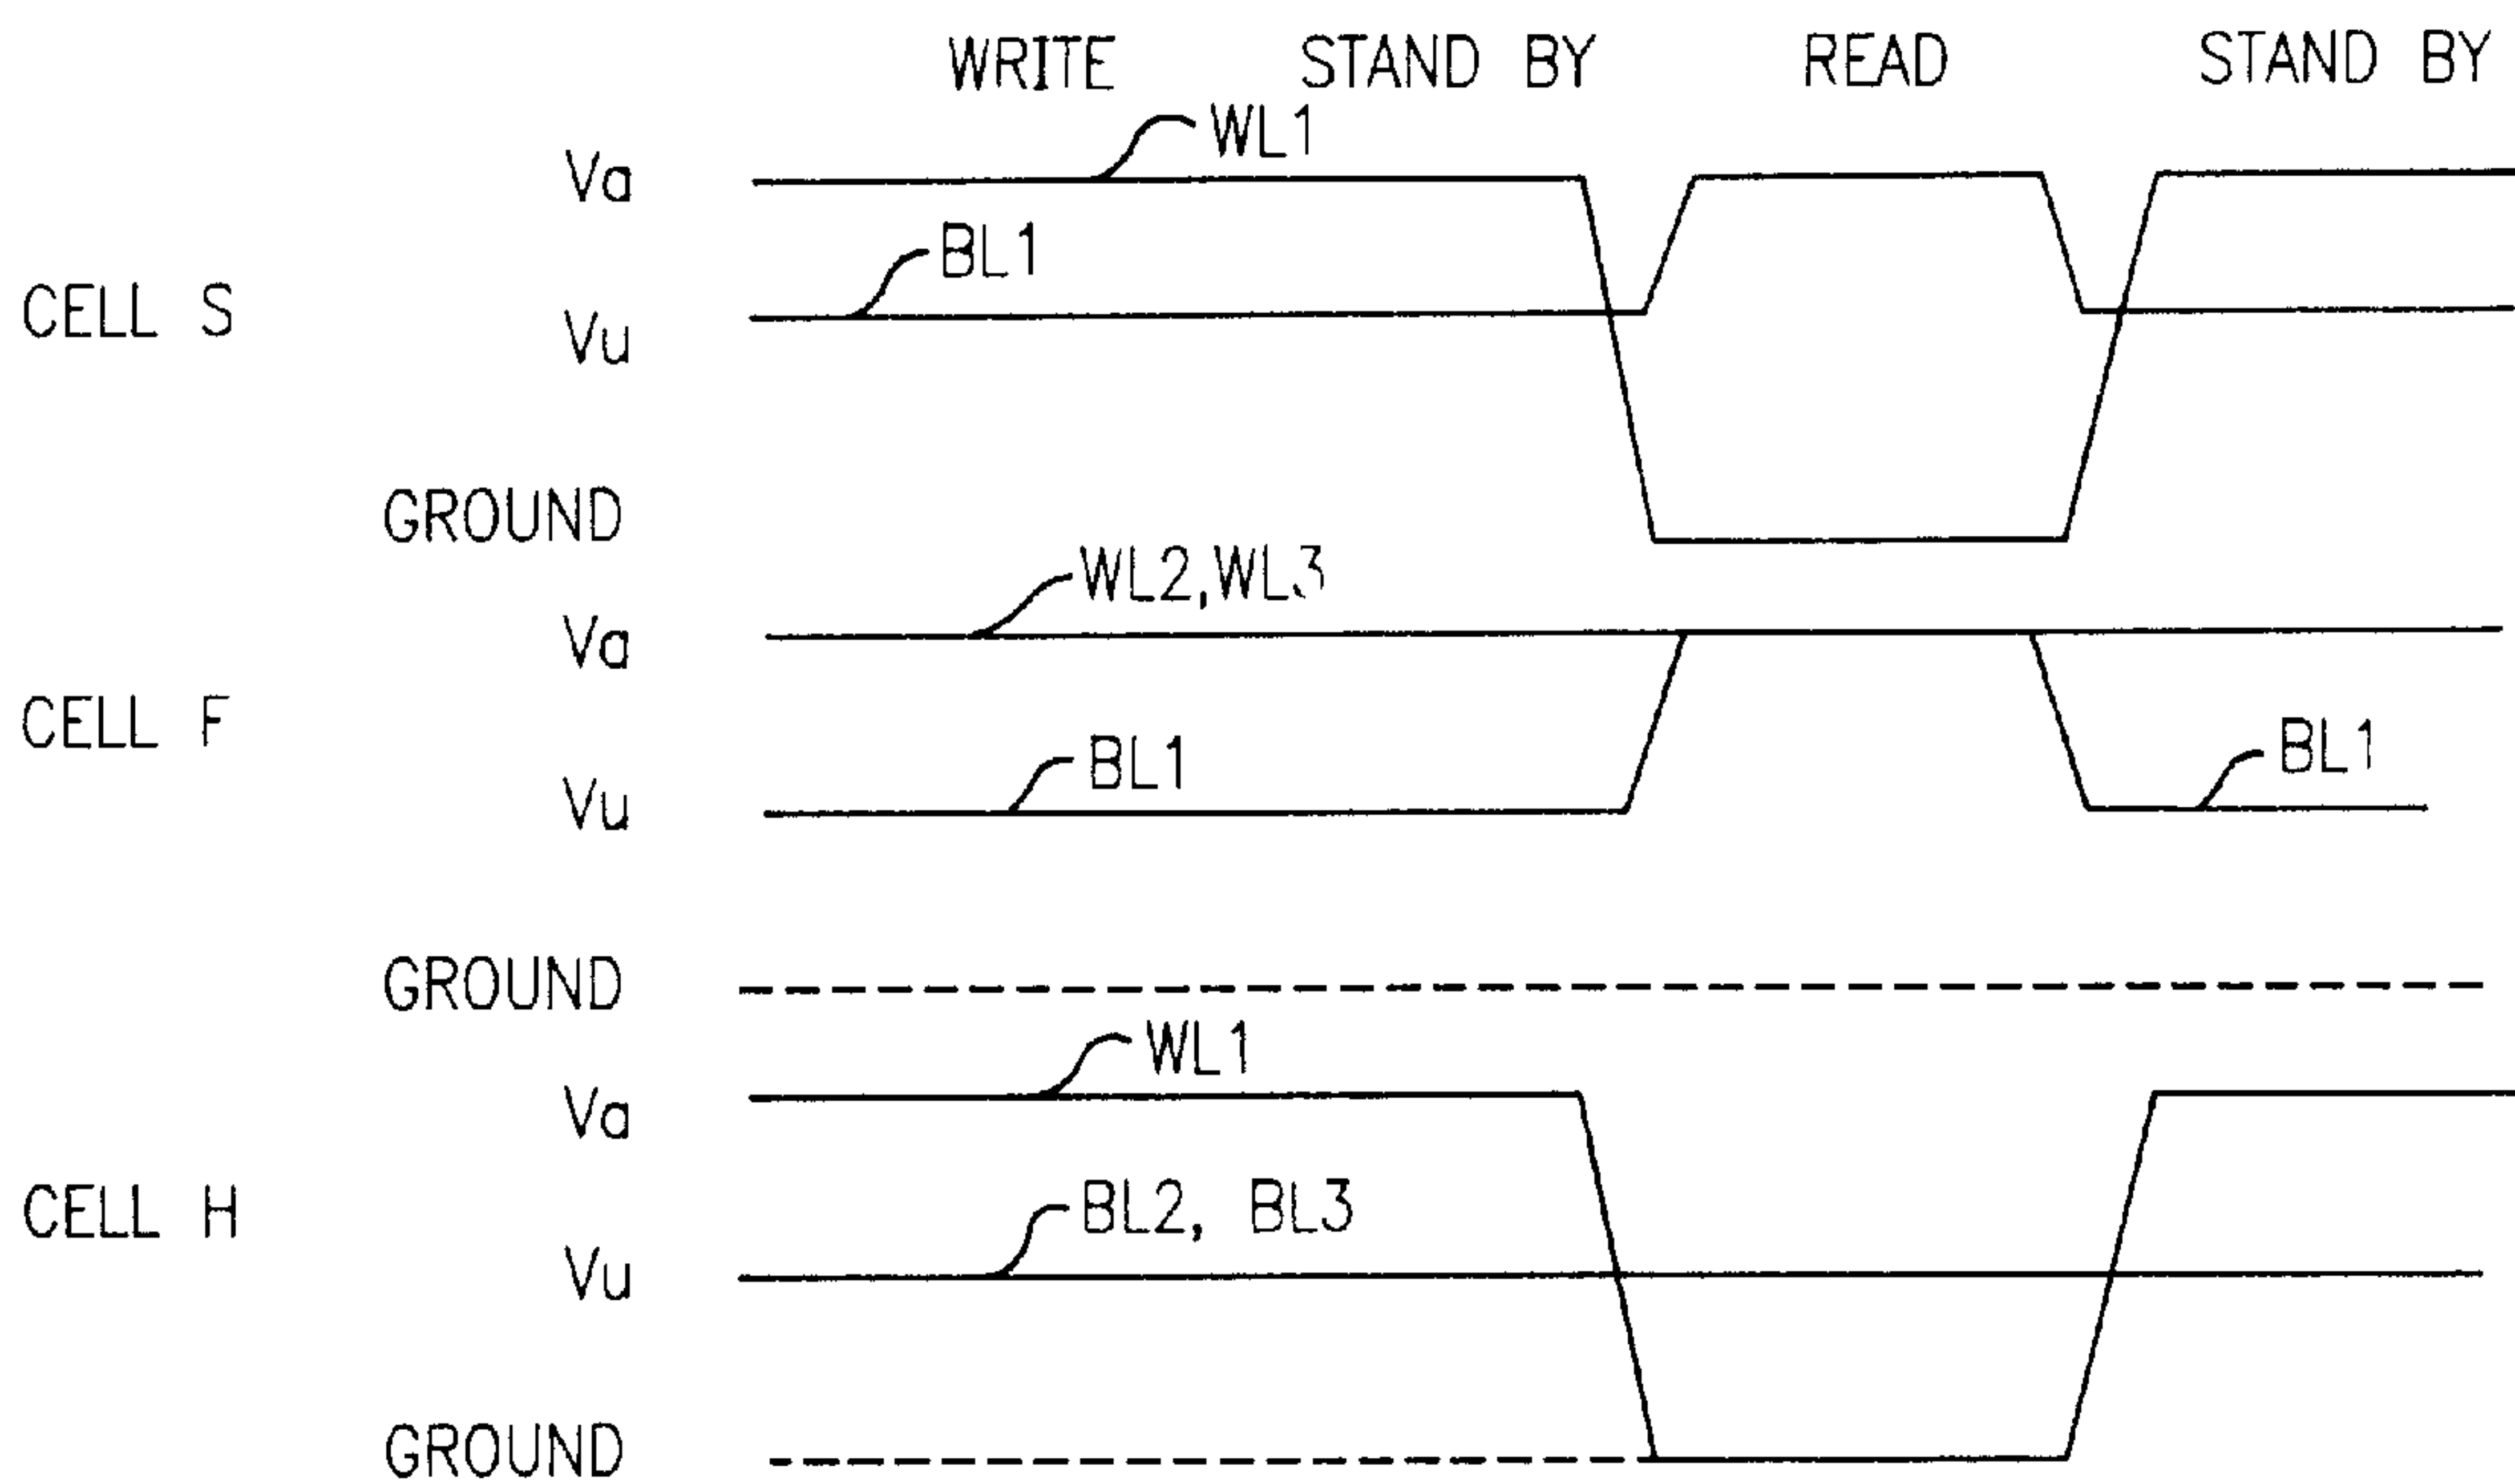 WRITE STAND BY READ STAND BY
WL1
Va
BL1
CELL S
Vu
GROUND
WL2,WL3
Va
CELL F
BL1
BL1
Vu
GROUND
WL1
Va
CELL H
BL2, BL3
Vu
GROUND